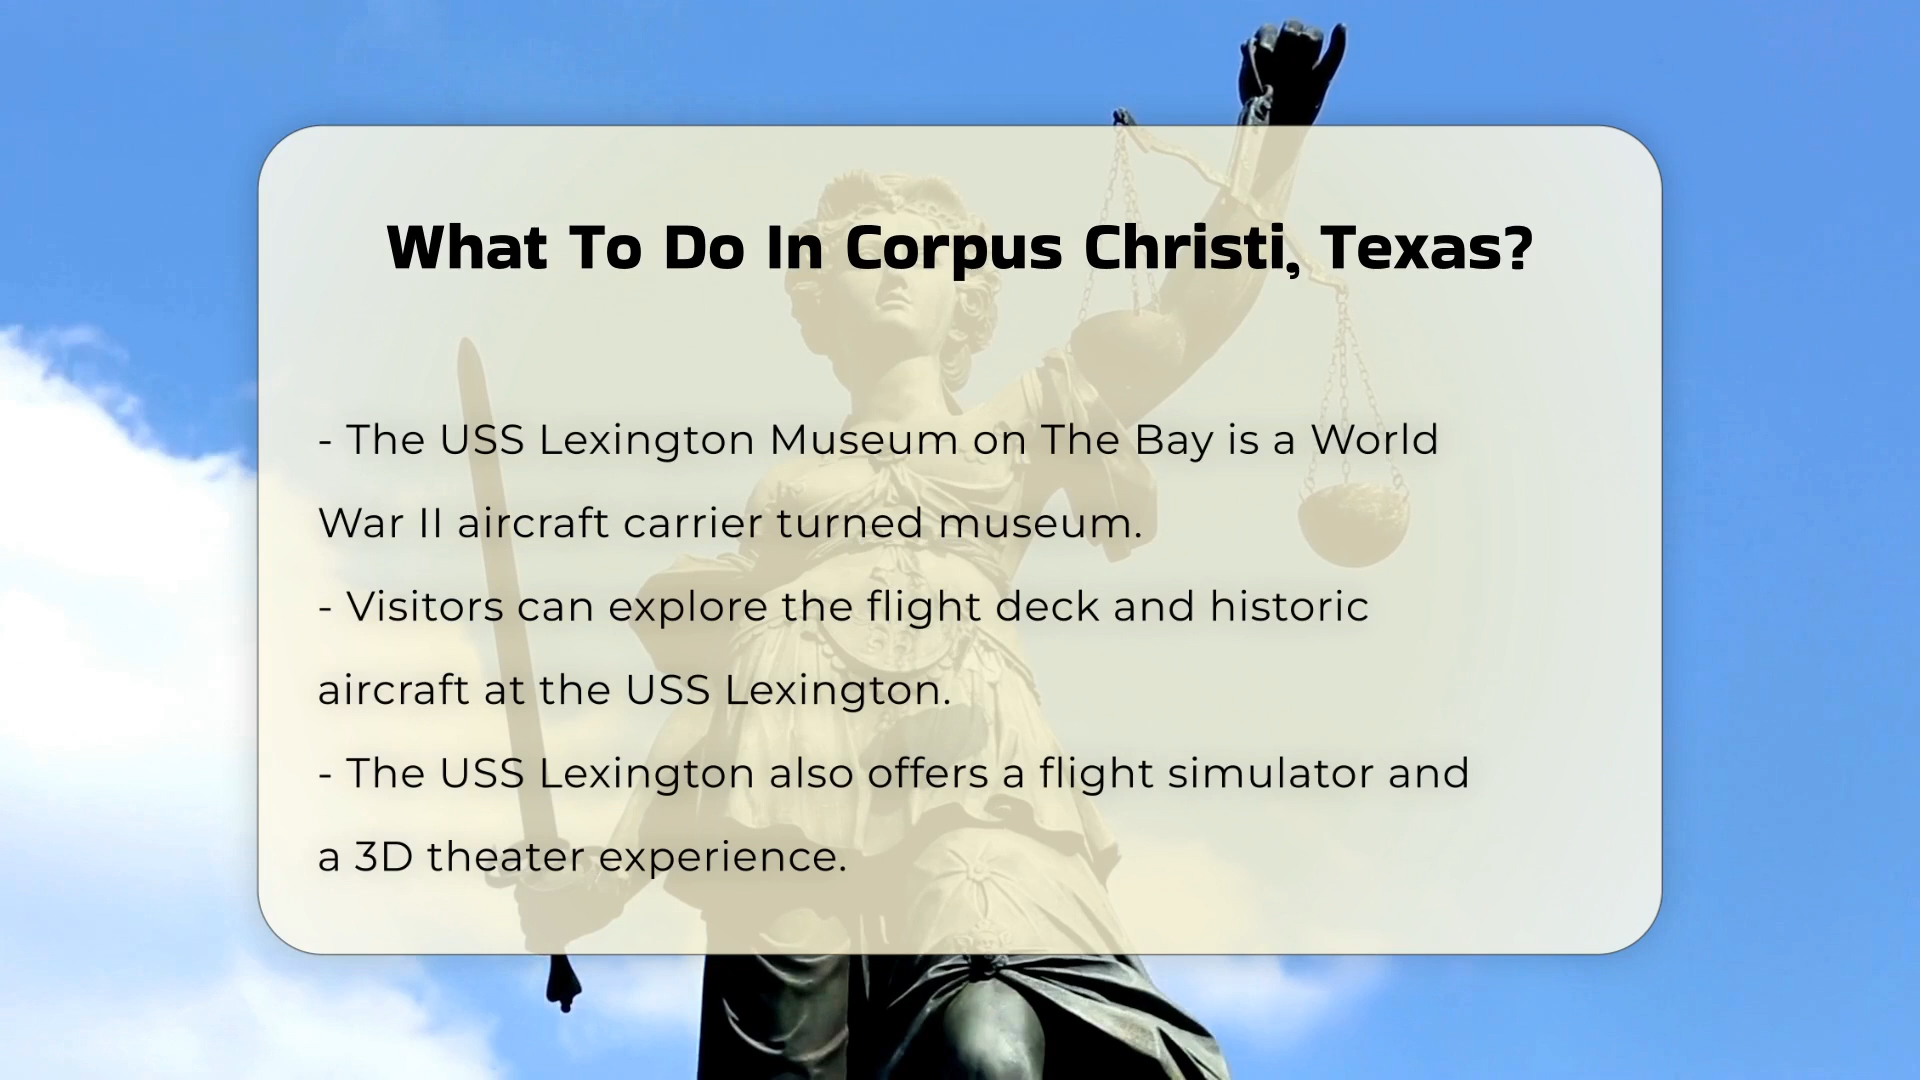 What To Do In Corpus Christi, Texas?
- The USS Lexington Museum on The Bay is a World
War II aircraft carrier turned museum.
- Visitors can explore the flight deck and historic
aircraft at the USS Lexington.
- The USS Lexington also offers a flight simulator and
a 3D theater experience.